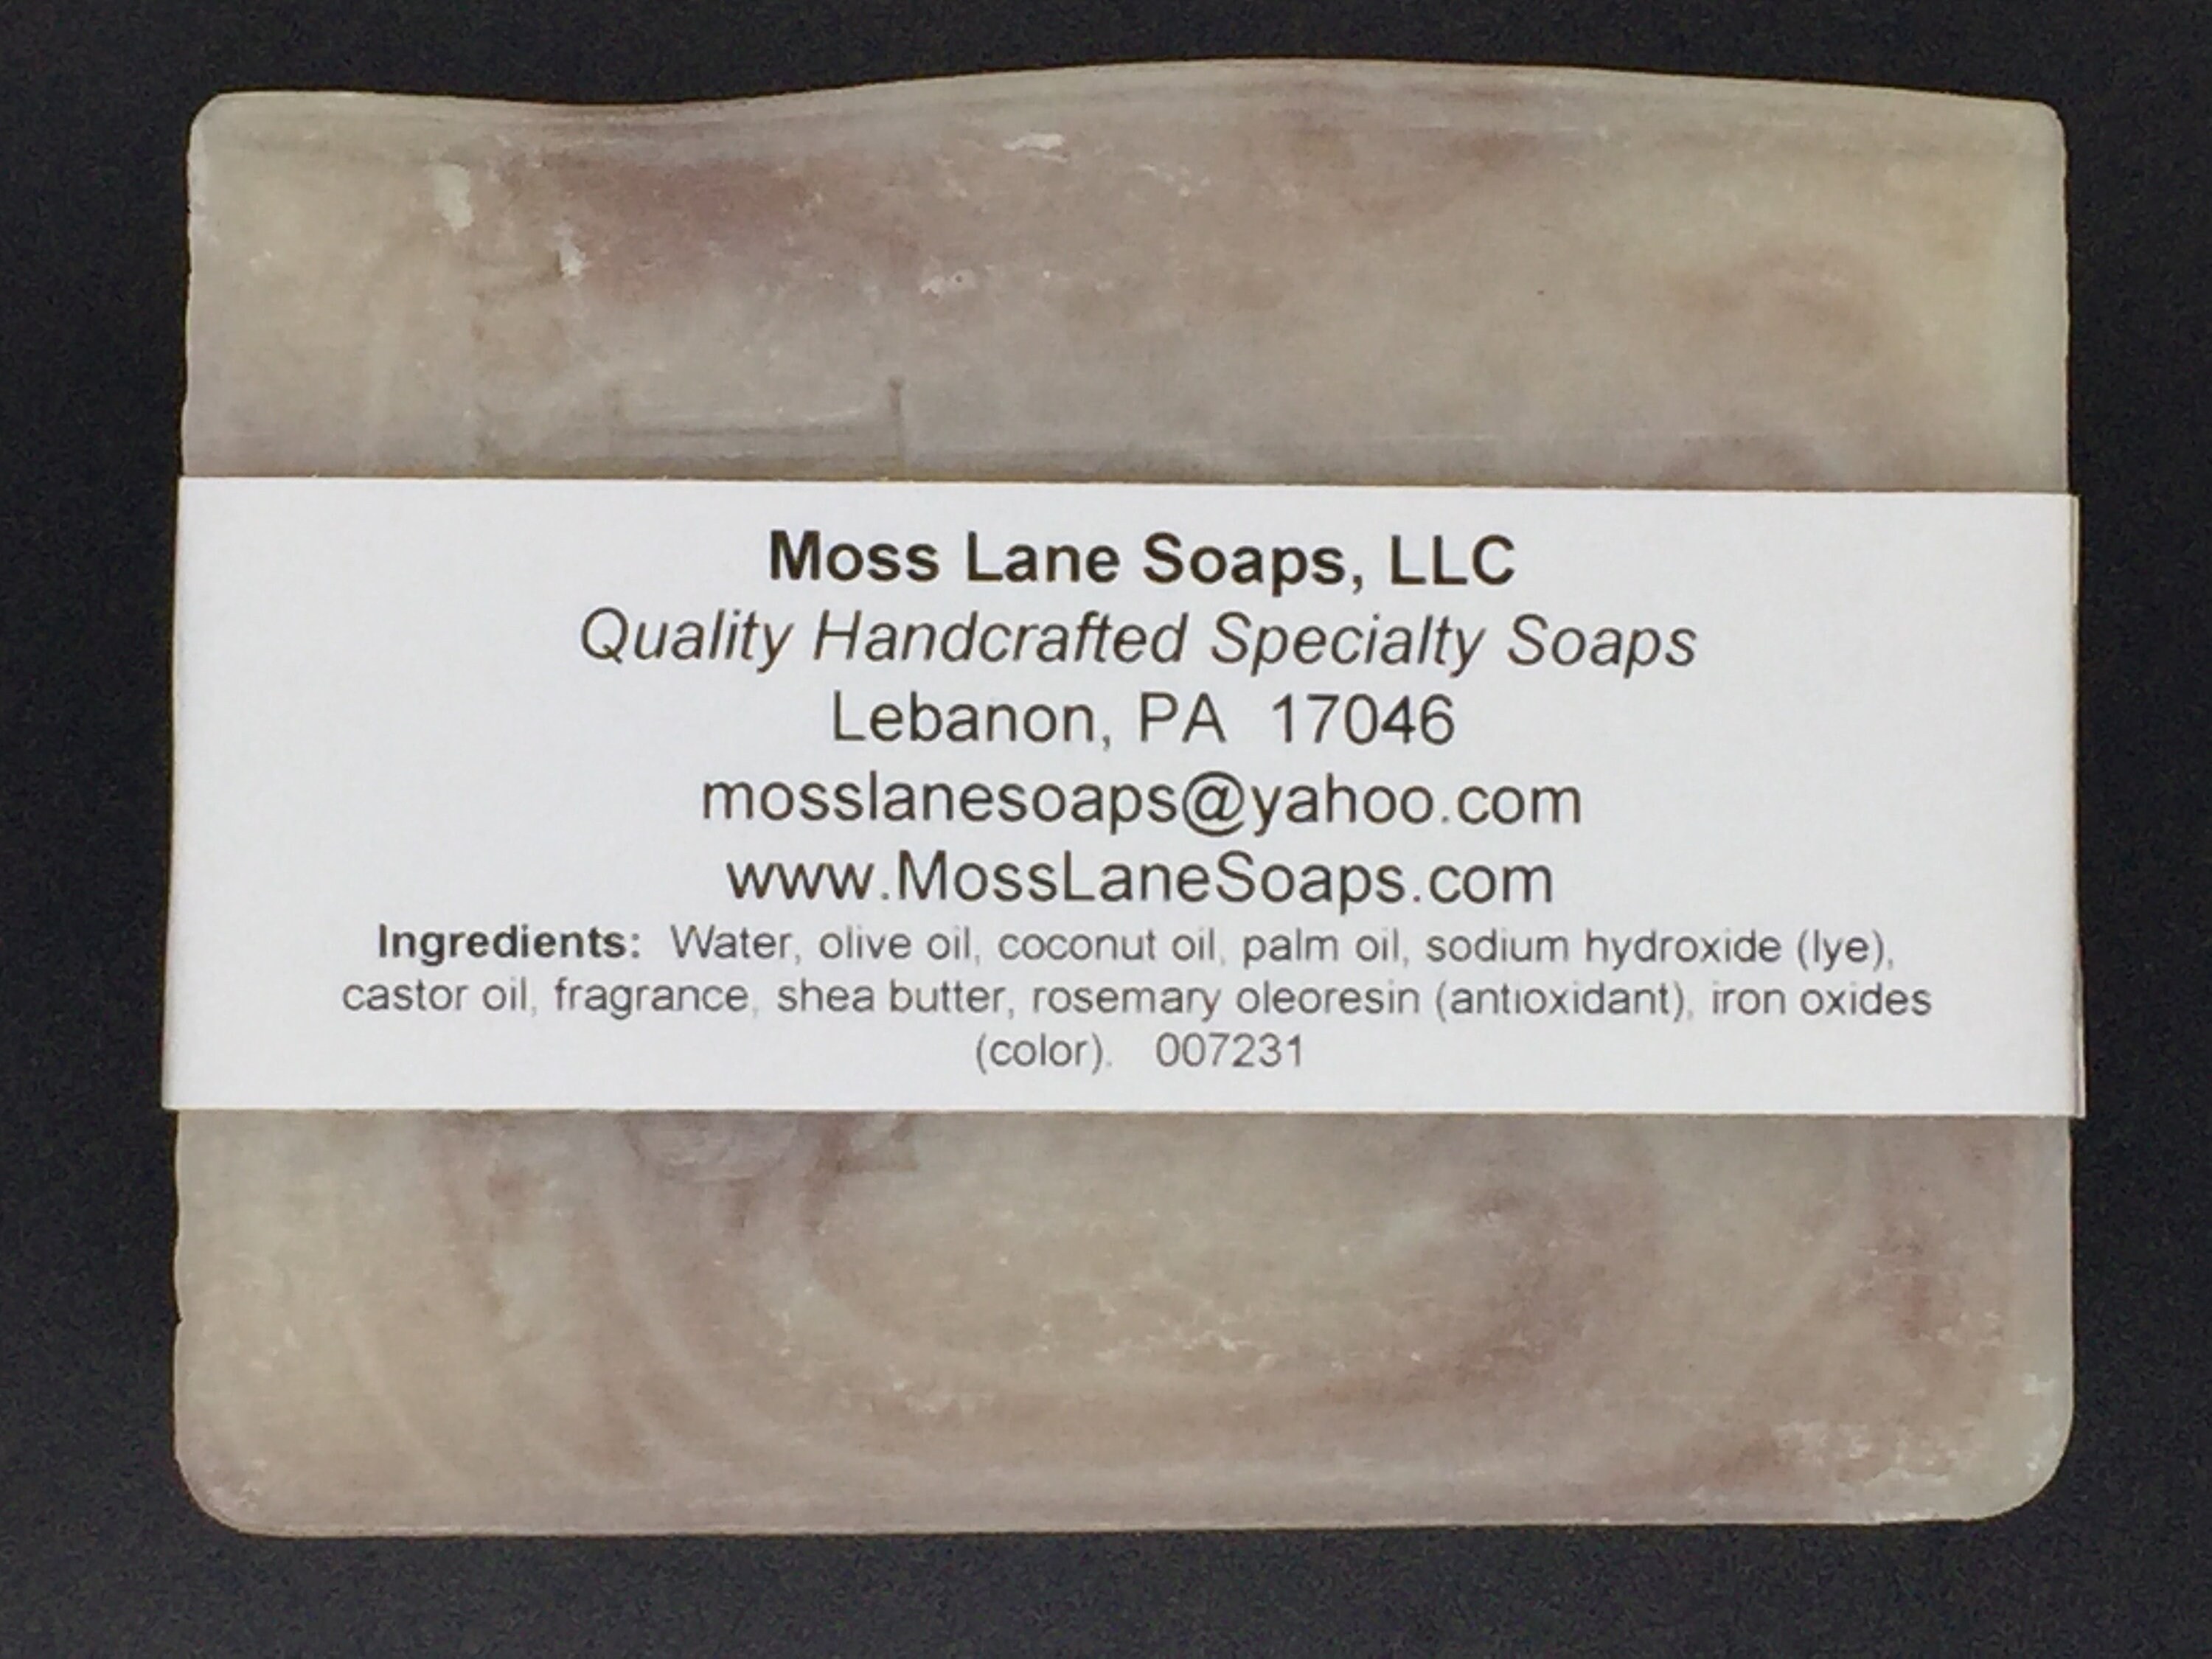 Moss Lane Soaps, LLC
Quality Handcrafted Specialty Soaps
Lebanon, PA  17046
mosslanesoaps@yahoo.com
www.MossLaneSoaps.com
Ingredients:  Water, olive oil, coconut oil, palm oil, sodium hydroxide (lye),
castor oil, fragrance, shea butter, rosemary oleoresin (antioxidant), iron oxides
(color).   007231